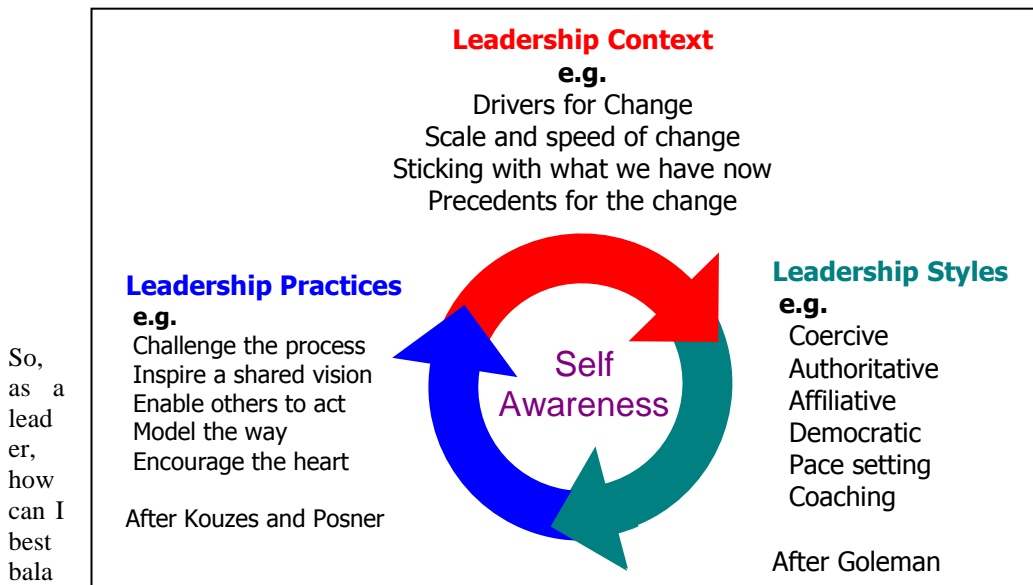 Leadership Context
e.g.
Drivers for Change
Scale and speed of change
Sticking with what we have now
Precedents for the change
Leadership Practices
e.g.
Challenge the process
Inspire a shared vision
Enable others to act
Model the way
Encourage the heart
After Kouzes and Posner
Self
Awareness
Leadership Styles
e.g.
Coercive
Authoritative
Affiliative
Democratic
Pace setting
Coaching
After Goleman
So,
as a
lead
er,
how
can I
best
bala